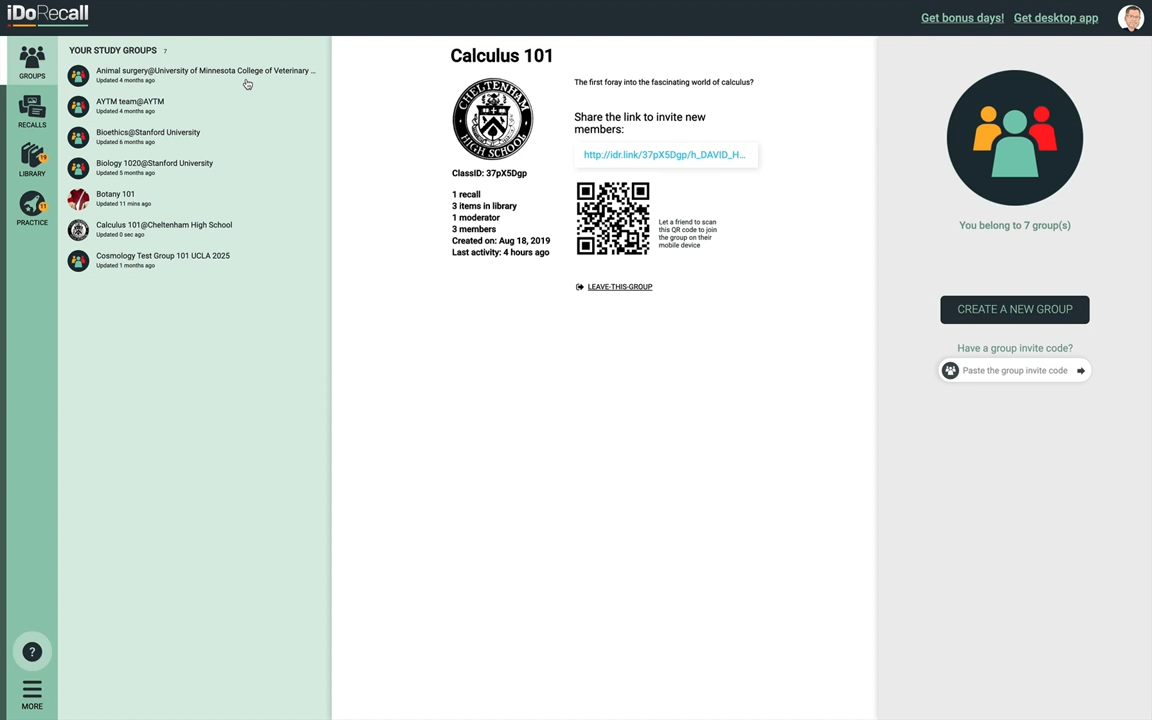 iDoRecall
Get bonus days!
Get desktop app
GROUPS
RECALLS
19
LIBRARY
11
PRACTICE
?
MORE
YOUR STUDY GROUPS 7
Animal surgery@University of Minnesota College of Veterinary ...
Updated 4 months ago
AYTM team@AYTM
Updated 4 months ago
Bioethics@Stanford University
Updated 6 months ago
Biology 1020@Stanford University
Updated 5 months ago
Botany 101
Updated 11 mins ago
Calculus 101@Cheltenham High School
Updated 0 sec ago
Cosmology Test Group 101 UCLA 2025
Updated 1 months ago
Calculus 101
CHELTENHAM
HIGH SCHOOL
ClassID: 37pX5Dgp
1 recall
3 items in library
1 moderator
3 members
Created on: Aug 18, 2019
Last activity: 4 hours ago
The first foray into the fascinating world of calculus?
Share the link to invite new
members:
http://idr.link/37pX5Dgp/h_DAVID_H...
Let a friend to scan
this QR code to join
the group on their
mobile device
LEAVE-THIS-GROUP
You belong to 7 group(s)
CREATE A NEW GROUP
Have a group invite code?
Paste the group invite code